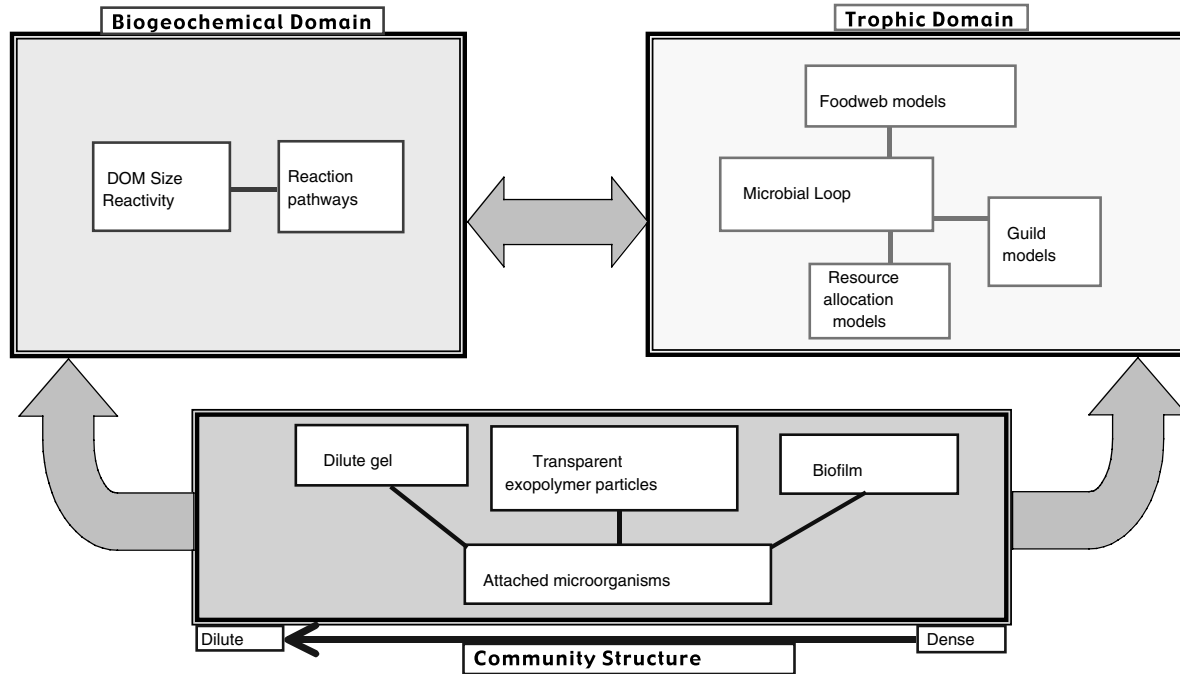 Biogeochemical Domain
Trophic Domain
Foodweb models
DOM Size
Reactivity
Reaction
pathways
Microbial Loop
Guild
models
Resource
allocation
models
Dilute gel
Transparent
exopolymer particles
Biofilm
Attached microorganisms
Dilute
Dense
Community Structure